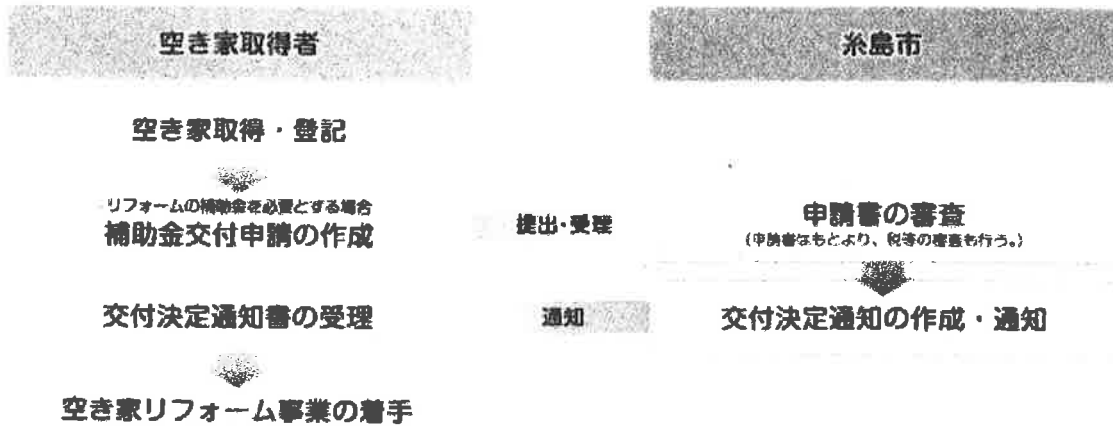 空き家取得者
糸島市
空き家取得・登記
リフォームの補助金を必要とする場合
補助金交付申請の作成
提出・受理
申請書の審査
(申請書はもとより、税等の審査も行う。)
交付決定通知書の受理
通知
交付決定通知の作成・通知
空き家リフォーム事業の着手